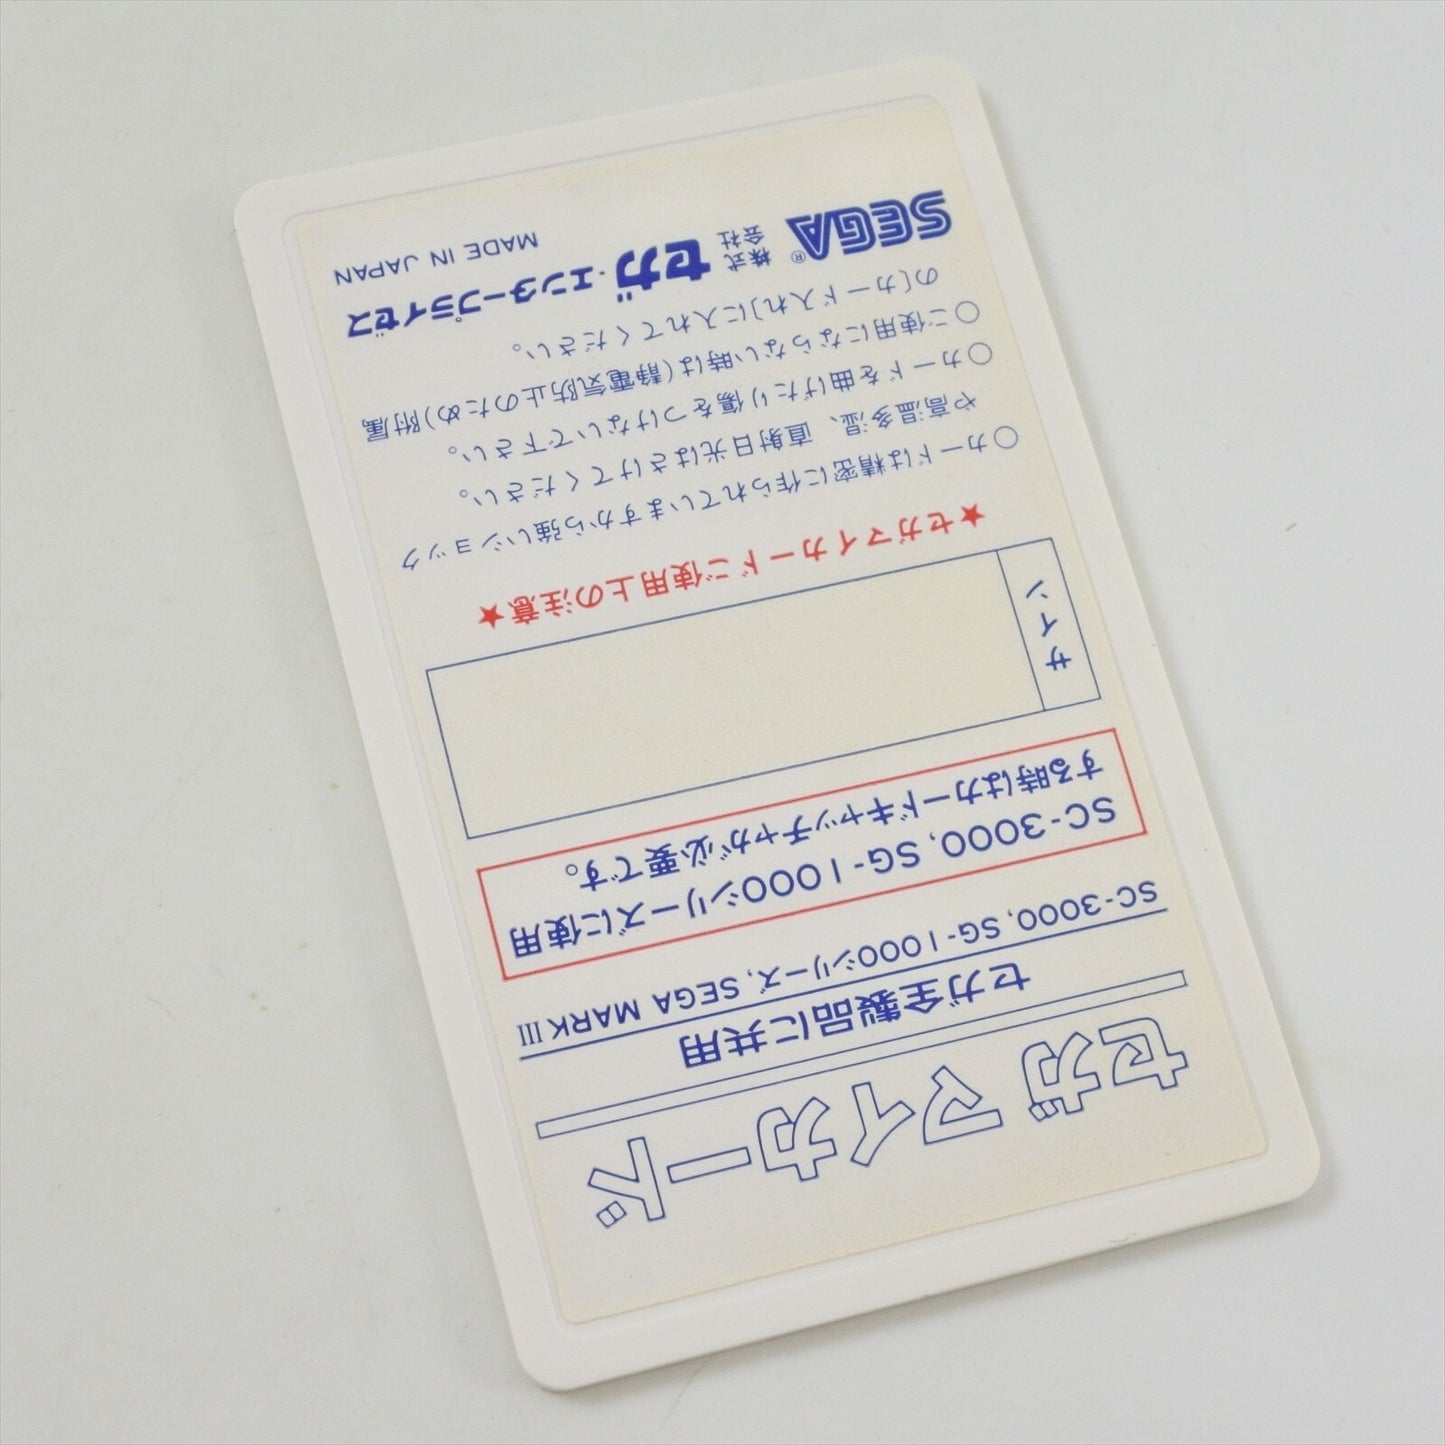 セガ マイカード
セガ全製品に共用
SC-3000, SG-1000シリーズ, SEGA MARKⅢ
SC-3000, SG-1000シリーズに使用
する時はカードキャッチャが必要です。
サイン
★セガマイカードご使用上の注意★
○カードは精密に作られていますから強いショック
や高温多湿、直射日光はさけてください。
○カードを曲げたり傷をつけないで下さい。
○ご使用にならない時は(静電気防止のため)附属
の〔カード入れ〕に入れてください。
SEGA® 株式会社 セガ・エンタープライゼス
MADE IN JAPAN